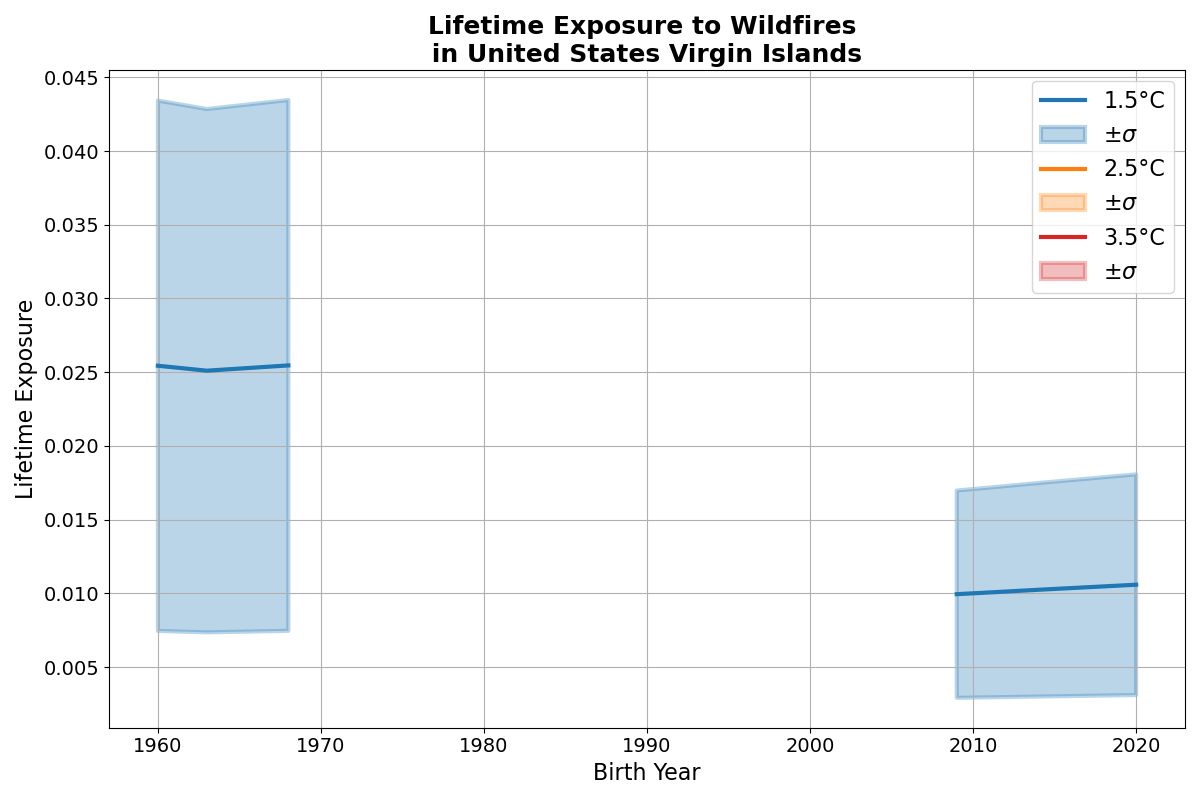 Lifetime Exposure to Wildfires
in United States Virgin Islands
Lifetime Exposure
0.045
0.040
0.035
0.030
0.025
0.020
0.015
0.010
0.005
1.5°C
±σ
2.5°C
±σ
3.5°C
±σ
1960
1970
1980
1990
2000
2010
2020
Birth Year